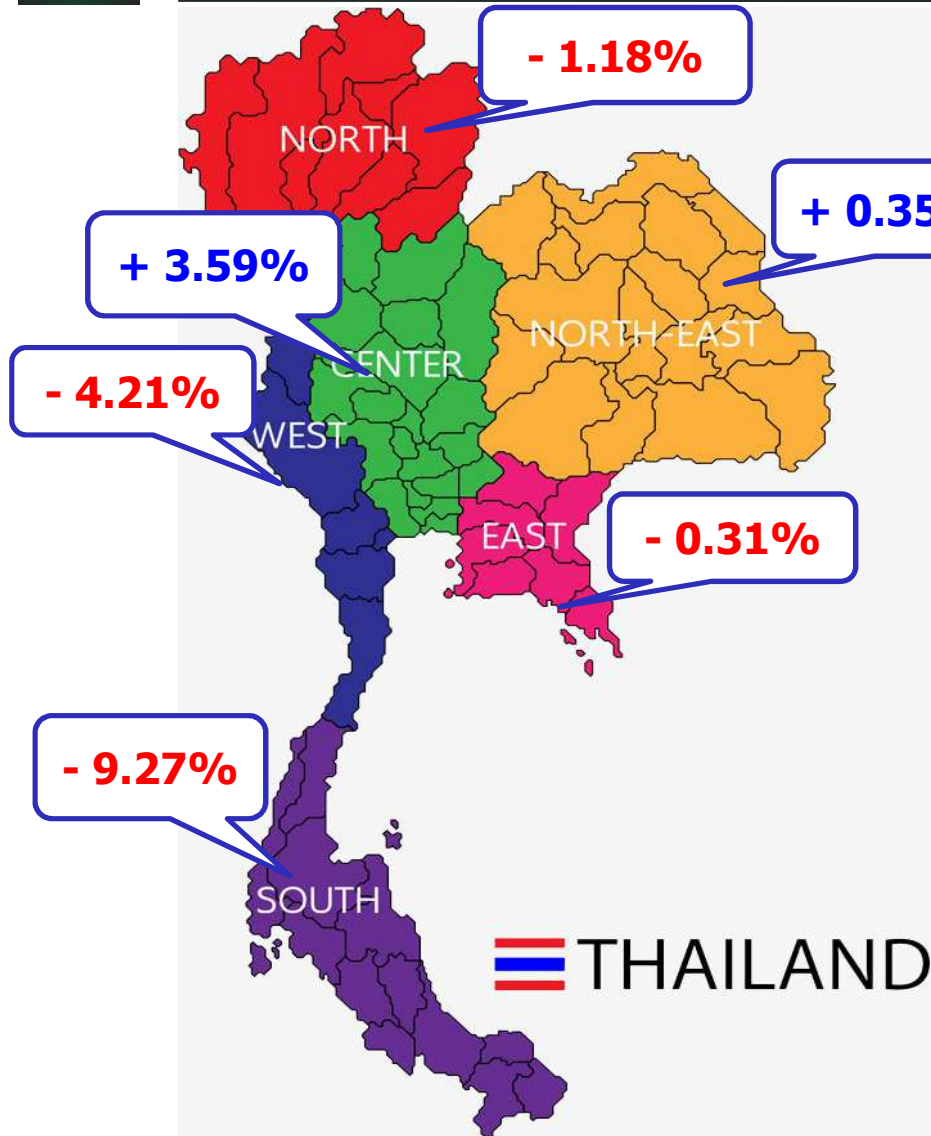 - 1.18%
NORTH
+ 0.35
+ 3.59%
NORTH-EAST
CENTER
- 4.21%
WEST
EAST
- 0.31%
- 9.27%
SOUTH
THAILAND